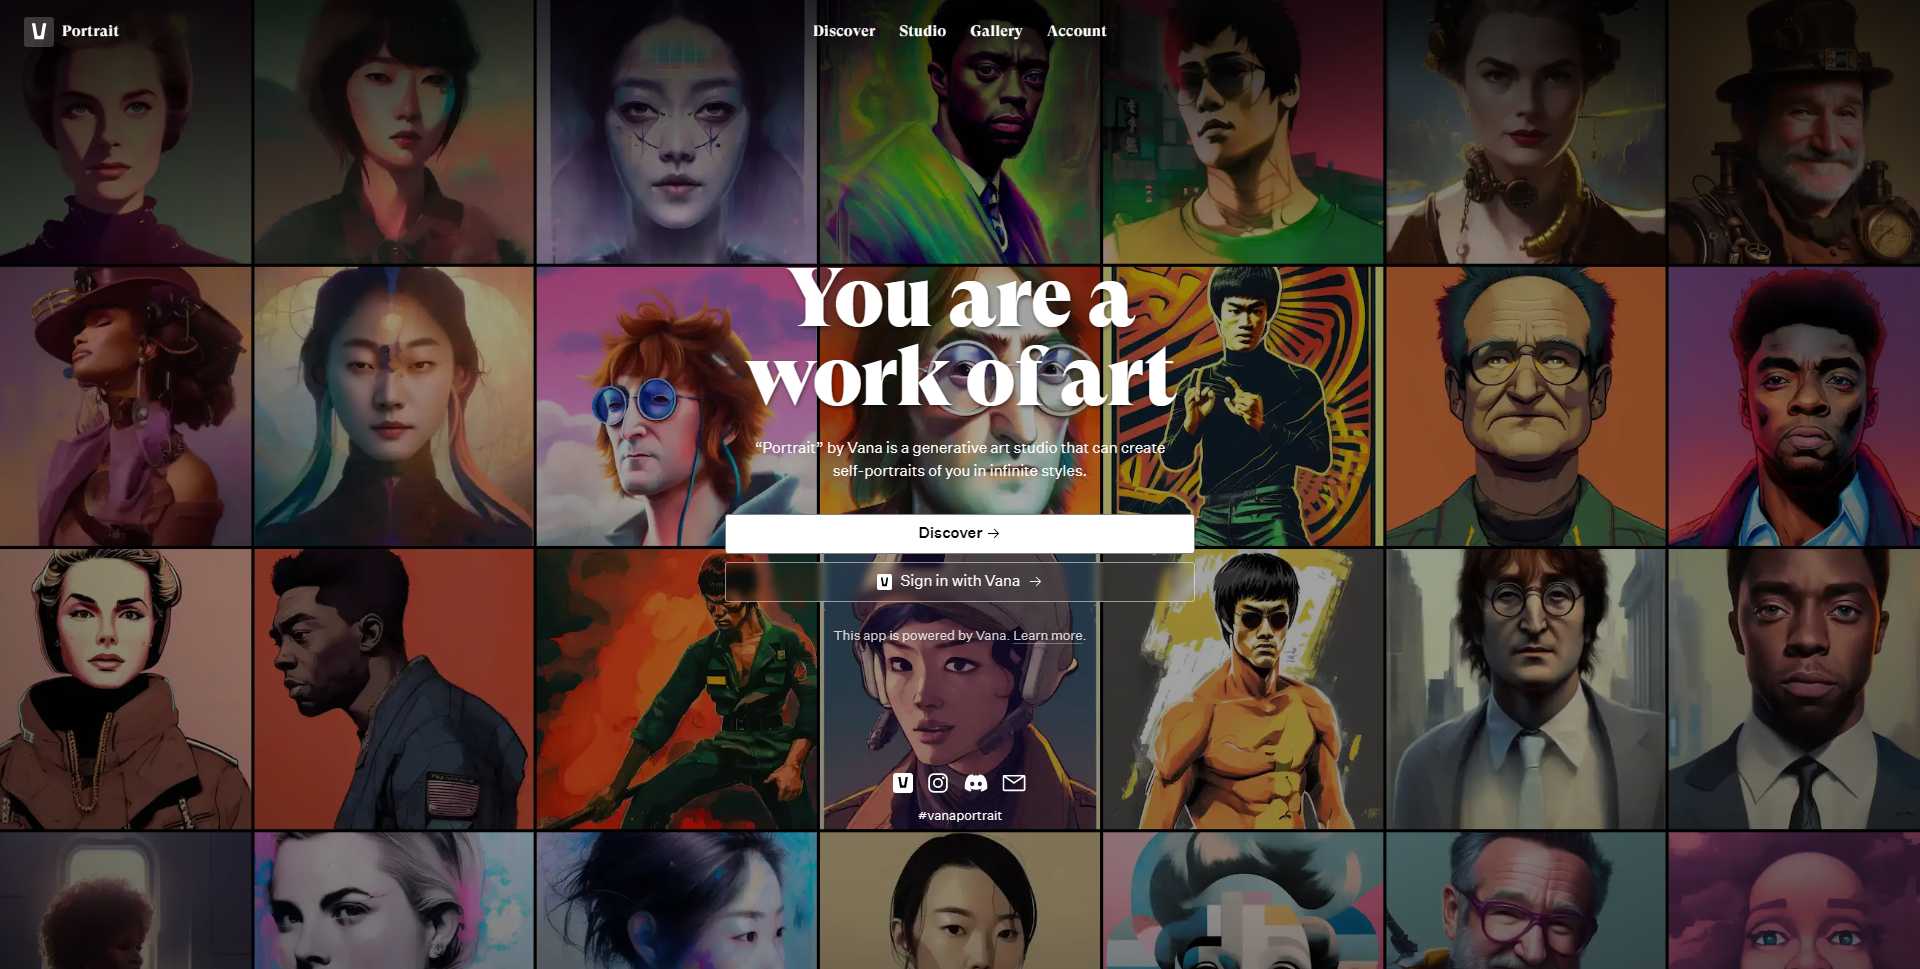 V Portrait
Discover Studio Gallery Account
You are a
work of art
“Portrait” by Vana is a generative art studio that can create
self-portraits of you in infinite styles.
Discover →
V Sign in with Vana →
This app is powered by Vana. Learn more.
V
#vanaportrait